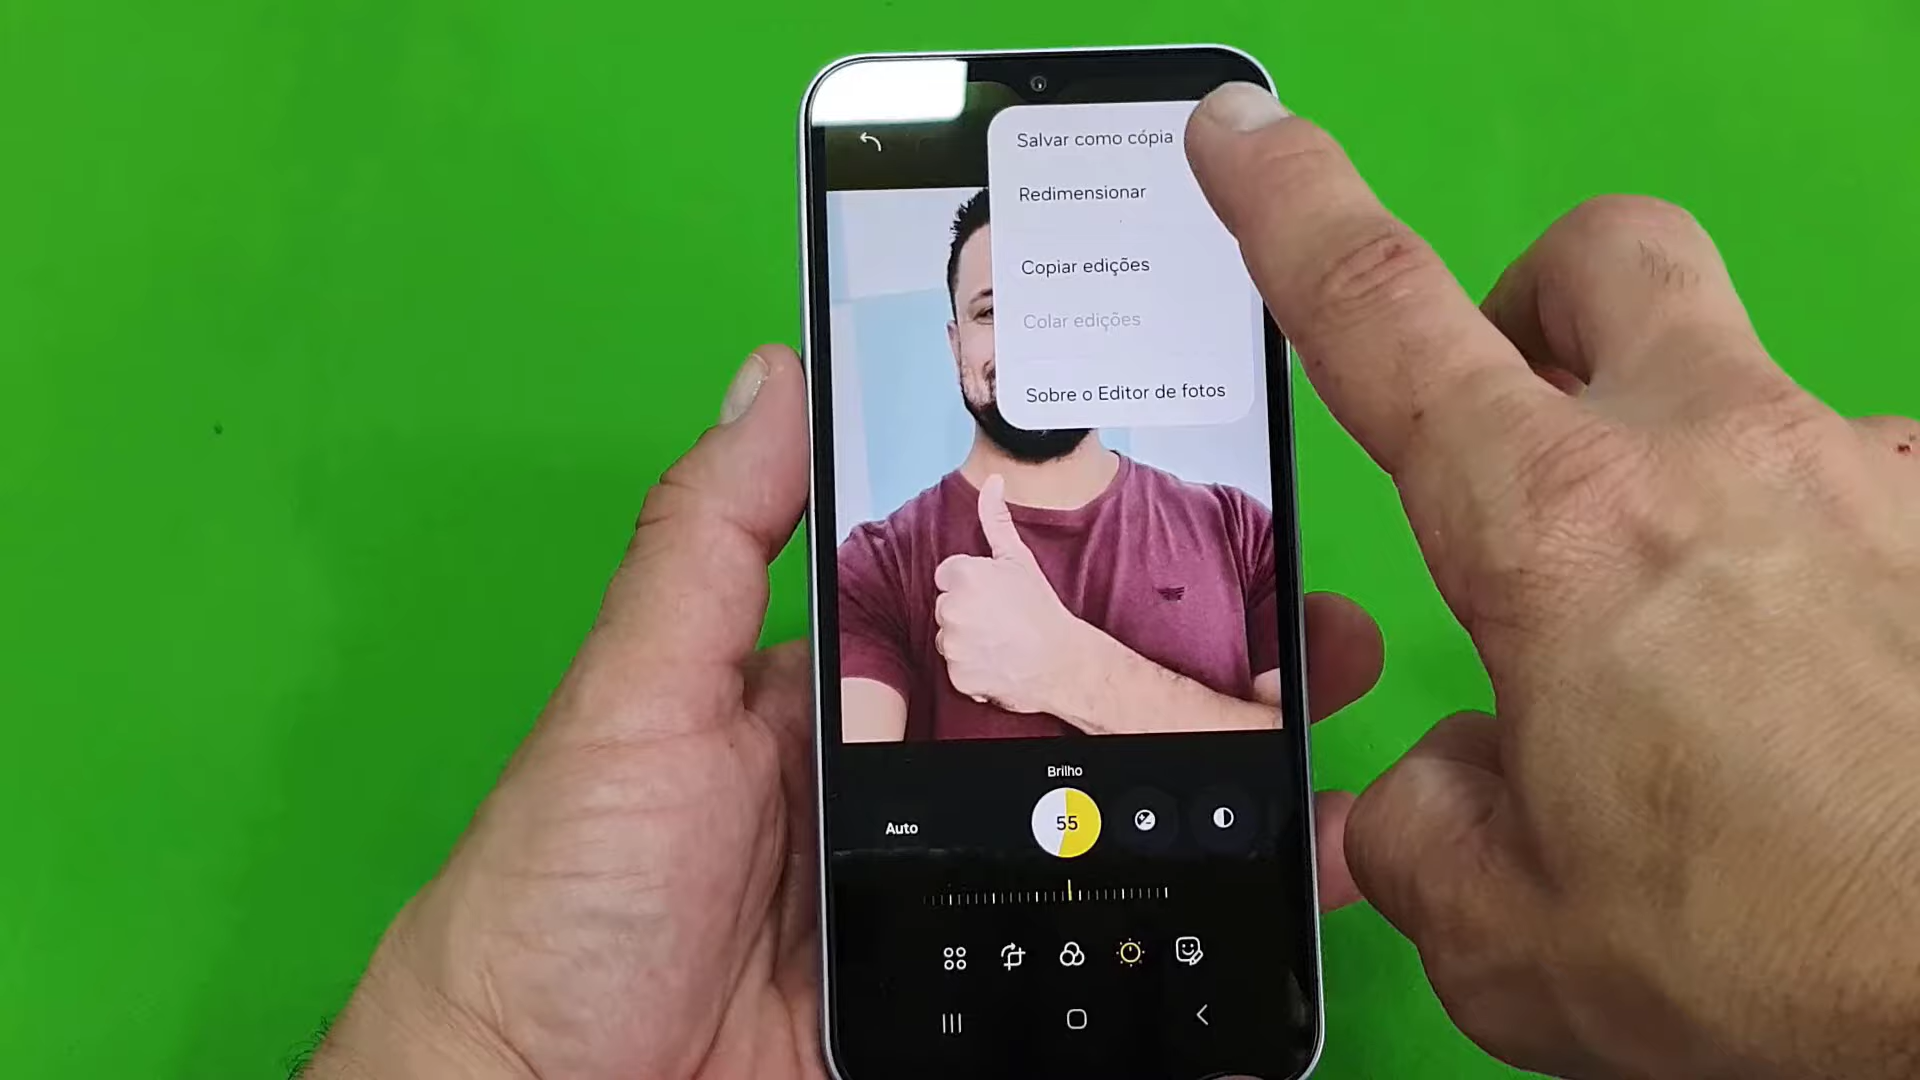 Salvar como cópia
Redimensionar
Copiar edições
Colar edições
Sobre o Editor de fotos
Brilho
Auto
55